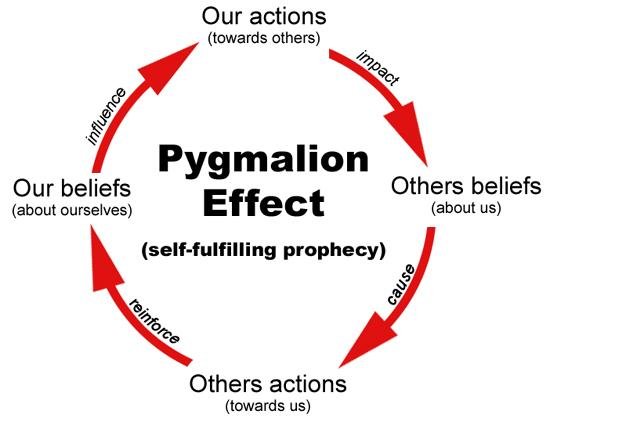 Our actions
(towards others)
impact
influence
Pygmalion
Effect
(self-fulfilling prophecy)
Our beliefs
(about ourselves)
Others beliefs
(about us)
cause
reinforce
Others actions
(towards us)